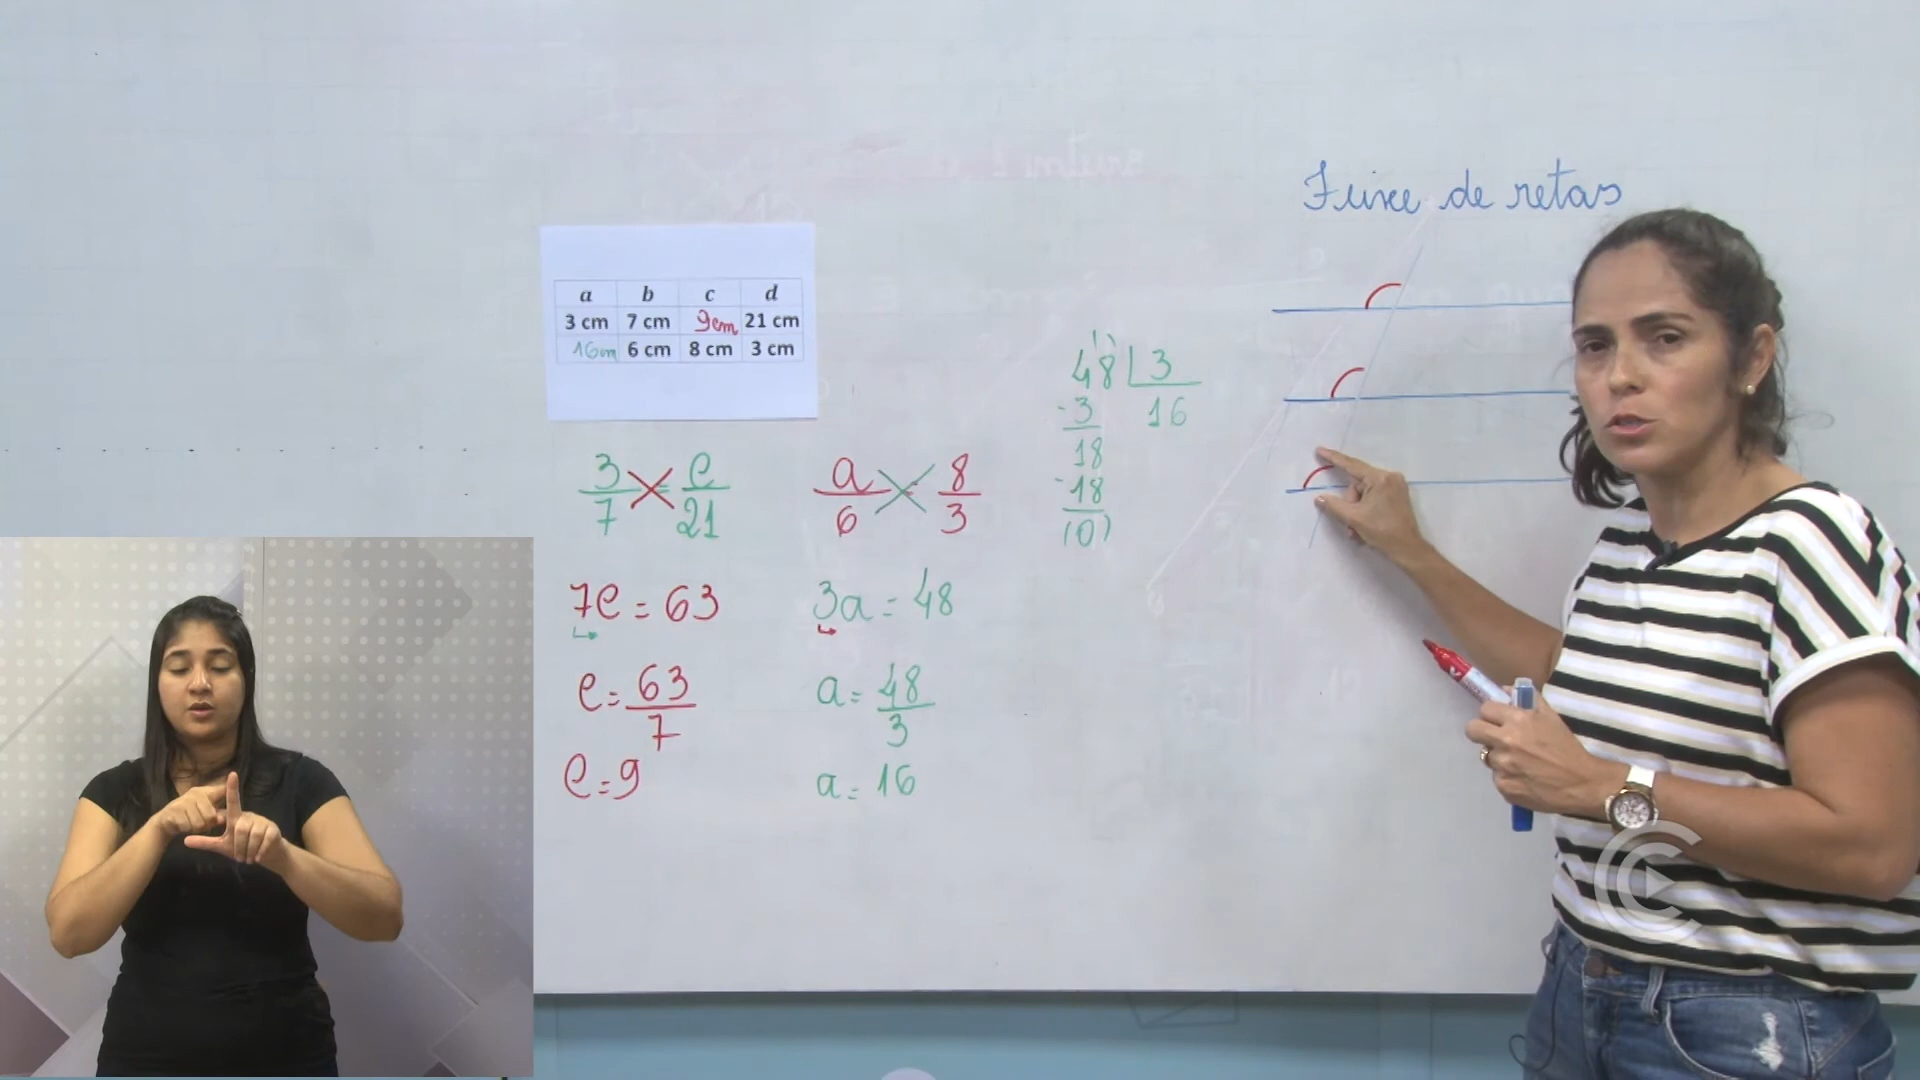 Feixe de retas
a b c d
3 cm 7 cm 9cm 21 cm
16cm 6 cm 8 cm 3 cm
48 | 3
-3 16
18
-18
(0)
3/7 = c/21
7c = 63
c = 63/7
c = 9
a/6 = 8/3
3a = 48
a = 48/3
a = 16